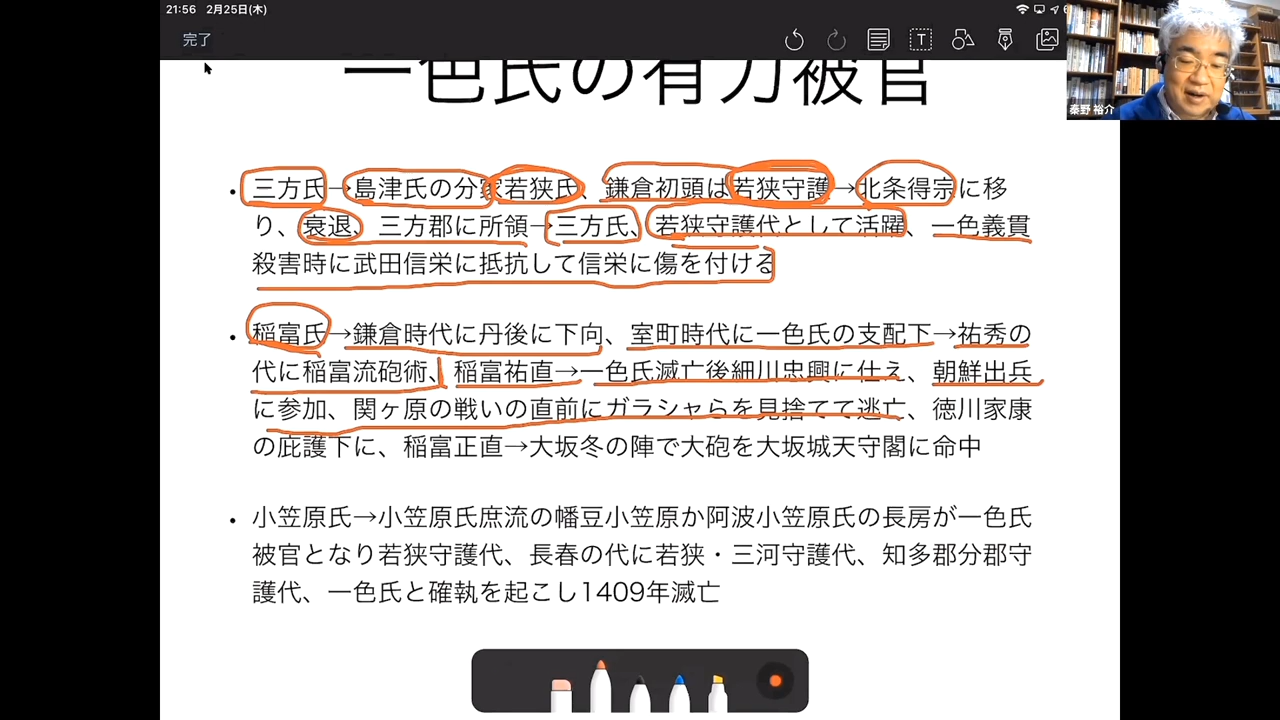 21:56 2月25日(木)
完了
秦野 裕介
一色氏の有力被官
• 三方氏→島津氏の分家若狭氏、鎌倉初頭は若狭守護→北条得宗に移
り、衰退、三方郡に所領→三方氏、若狭守護代として活躍、一色義貫
殺害時に武田信栄に抵抗して信栄に傷を付ける
• 稲富氏→鎌倉時代に丹後に下向、室町時代に一色氏の支配下→祐秀の
代に稲富流砲術、稲富祐直→一色氏滅亡後細川忠興に仕え、朝鮮出兵
に参加、関ヶ原の戦いの直前にガラシャらを見捨てて逃亡、徳川家康
の庇護下に、稲富正直→大坂冬の陣で大砲を大坂城天守閣に命中
• 小笠原氏→小笠原氏庶流の幡豆小笠原か阿波小笠原氏の長房が一色氏
被官となり若狭守護代、長春の代に若狭・三河守護代、知多郡分郡守
護代、一色氏と確執を起こし1409年滅亡